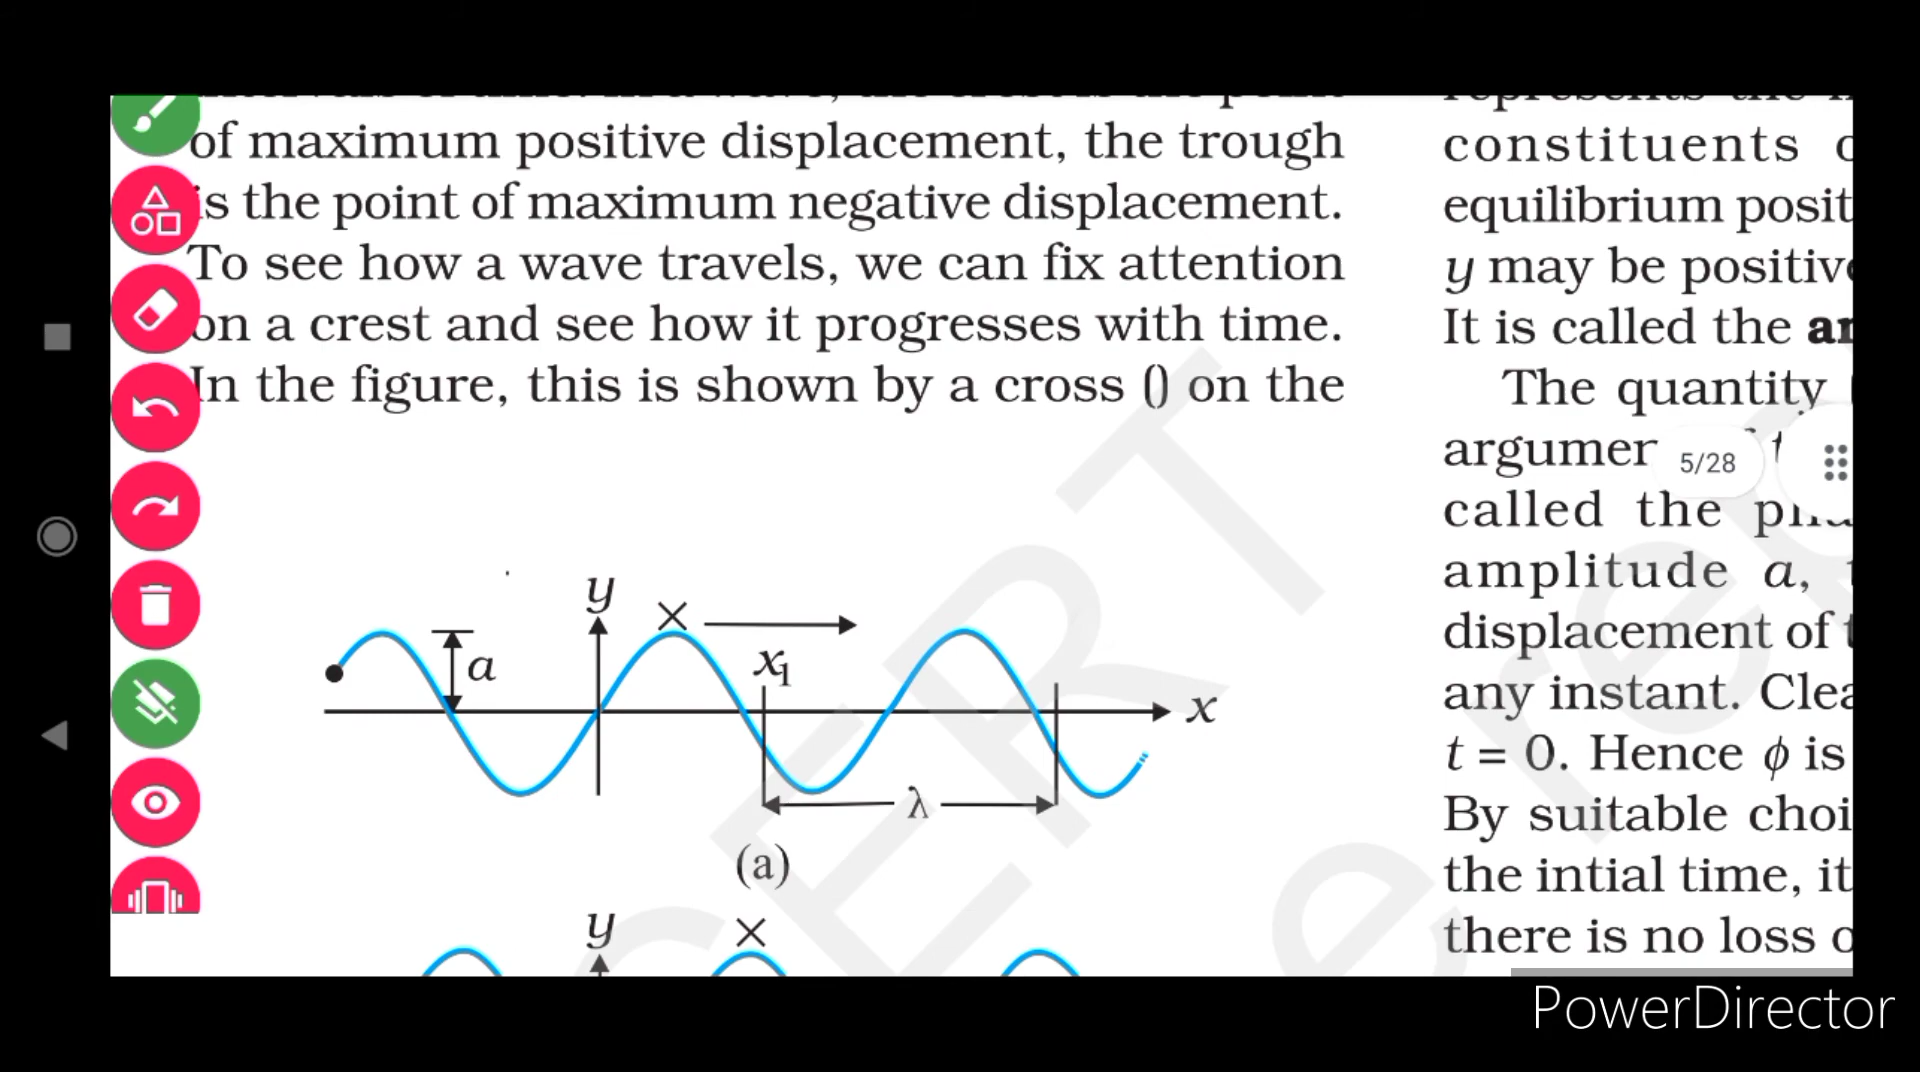 of maximum positive displacement, the trough
is the point of maximum negative displacement.
To see how a wave travels, we can fix attention
on a crest and see how it progresses with time.
In the figure, this is shown by a cross () on the
y
×
a
x₁
x
λ
(a)
y
×
represents the
constituents
equilibrium posit
y may be positiv
It is called the
The quantity
argumen
called the
amplitude a,
displacement of
any instant. Clea
t = 0. Hence ϕ is
By suitable choi
the intial time, it
there is no loss o
5/28
NCERT
PowerDirector